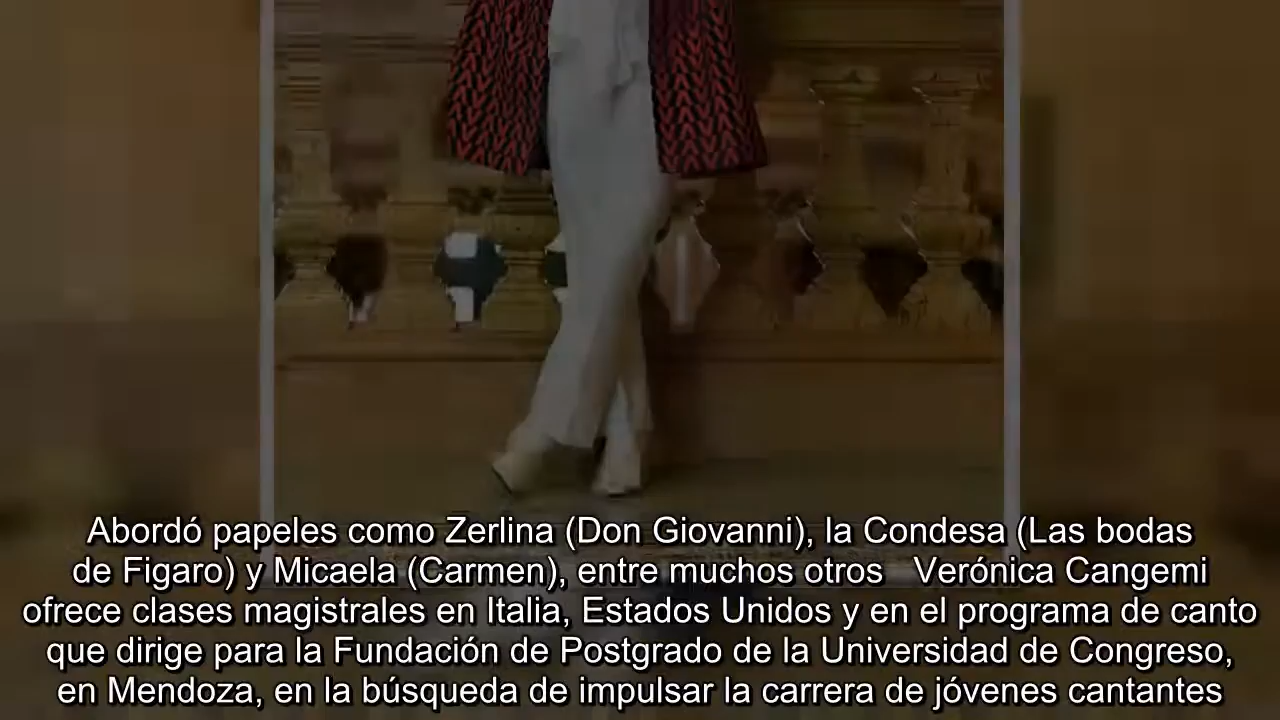 Abordó papeles como Zerlina (Don Giovanni), la Condesa (Las bodas
de Figaro) y Micaela (Carmen), entre muchos otros   Verónica Cangemi
ofrece clases magistrales en Italia, Estados Unidos y en el programa de canto
que dirige para la Fundación de Postgrado de la Universidad de Congreso,
en Mendoza, en la búsqueda de impulsar la carrera de jóvenes cantantes